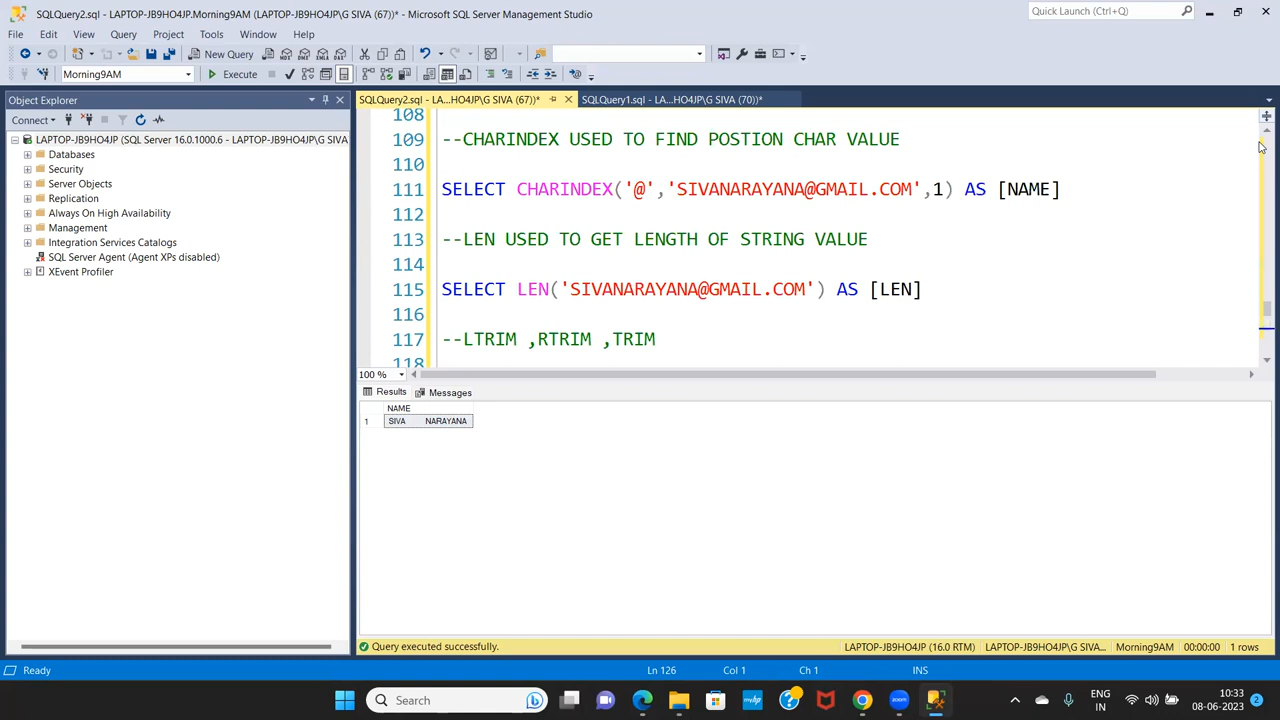 SQLQuery2.sql - LAPTOP-JB9HO4JP.Morning9AM (LAPTOP-JB9HO4JP\G SIVA (67))* - Microsoft SQL Server Management Studio
Quick Launch (Ctrl+Q)
File Edit View Query Project Tools Window Help
New Query
Morning9AM
Execute
Object Explorer
SQLQuery2.sql - LA...HO4JP\G SIVA (67))*
SQLQuery1.sql - LA...HO4JP\G SIVA (70))*
Connect
LAPTOP-JB9HO4JP (SQL Server 16.0.1000.6 - LAPTOP-JB9HO4JP\G SIVA
Databases
Security
Server Objects
Replication
Always On High Availability
Management
Integration Services Catalogs
SQL Server Agent (Agent XPs disabled)
XEvent Profiler
108
109 --CHARINDEX USED TO FIND POSTION CHAR VALUE
110
111 SELECT CHARINDEX('@','SIVANARAYANA@GMAIL.COM',1) AS [NAME]
112
113 --LEN USED TO GET LENGTH OF STRING VALUE
114
115 SELECT LEN('SIVANARAYANA@GMAIL.COM') AS [LEN]
116
117 --LTRIM ,RTRIM ,TRIM
118
100 %
Results Messages
NAME
1 SIVA NARAYANA
Query executed successfully.
LAPTOP-JB9HO4JP (16.0 RTM) LAPTOP-JB9HO4JP\G SIVA... Morning9AM 00:00:00 1 rows
Ready Ln 126 Col 1 Ch 1 INS
Search
myhp
zoom
ENG
IN
10:33
08-06-2023
2